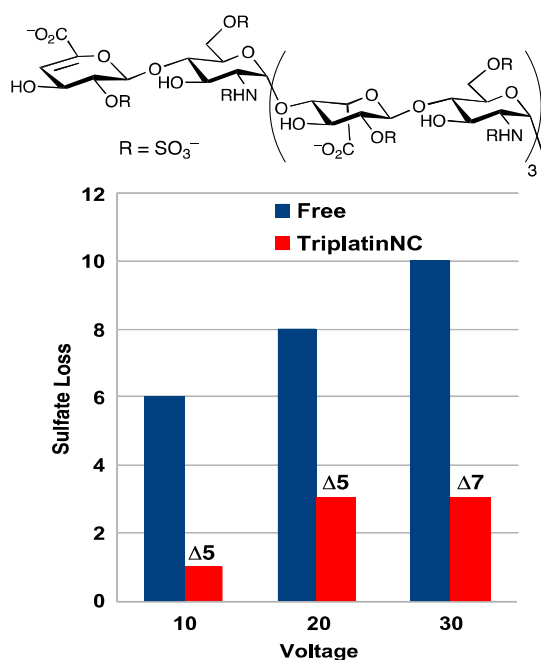 ⁻O₂C
O
HO
OR
O
OR
O
HO
RHN
O
HO
OR
⁻O₂C
O
O
OR
O
HO
RHN
O
3
R = SO₃⁻
12
10
8
6
4
2
0
Sulfate Loss
Free
TriplatinNC
Δ5
Δ5
Δ7
10 20 30
Voltage